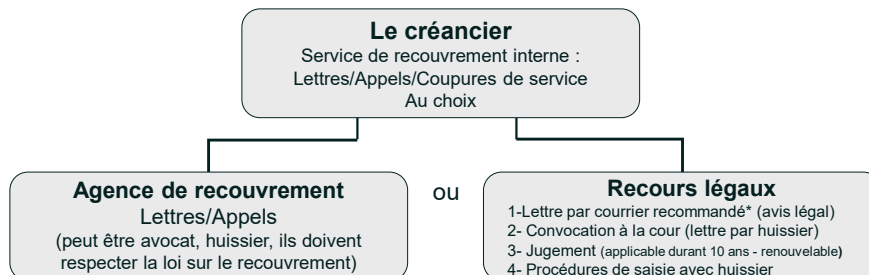 Le créancier
Service de recouvrement interne :
Lettres/Appels/Coupures de service
Au choix
Agence de recouvrement
Lettres/Appels
(peut être avocat, huissier, ils doivent
respecter la loi sur le recouvrement)
ou
Recours légaux
1-Lettre par courrier recommandé* (avis légal)
2- Convocation à la cour (lettre par huissier)
3- Jugement (applicable durant 10 ans - renouvelable)
4- Procédures de saisie avec huissier